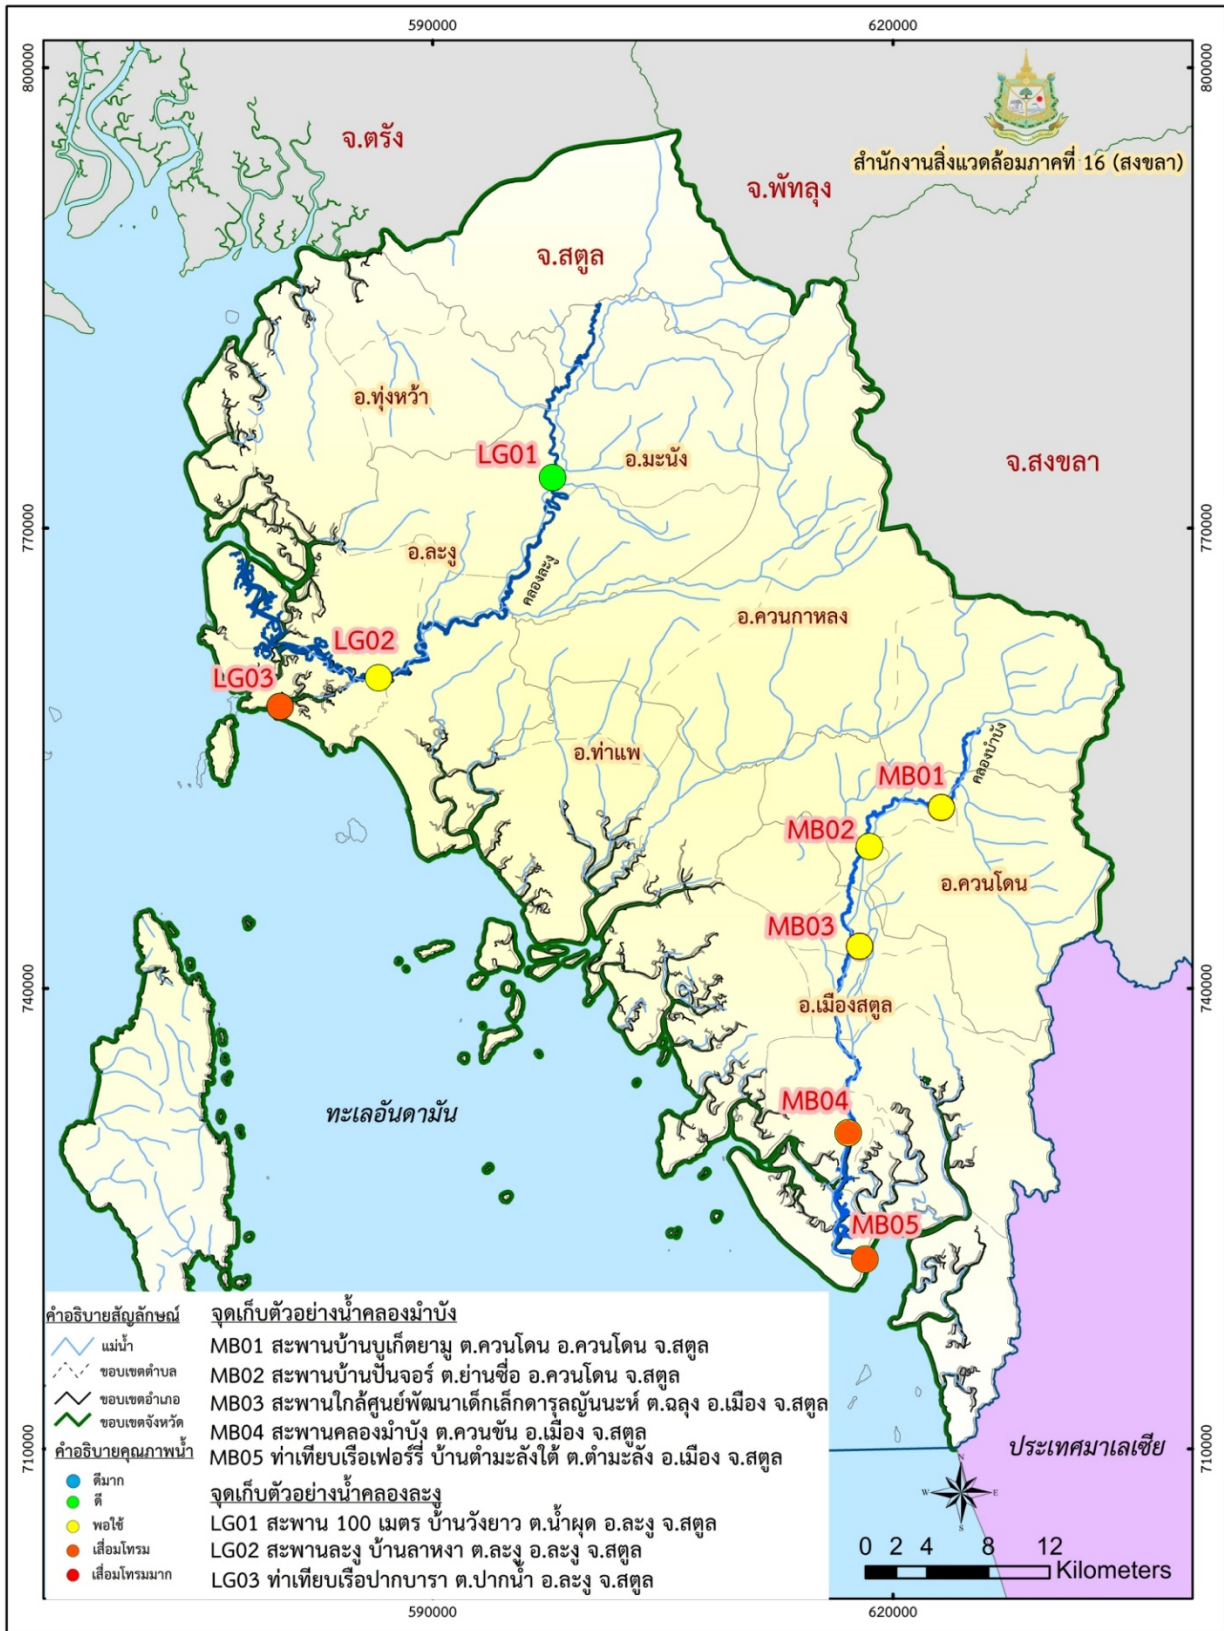 590000
620000
800000
800000
จ.ตรัง
สำนักงานสิ่งแวดล้อมภาคที่ 16 (สงขลา)
จ.พัทลุง
จ.สตูล
อ.ทุ่งหว้า
LG01
อ.มะนัง
จ.สงขลา
770000
770000
อ.ละงู
คลองละงู
อ.ควนกาหลง
LG02
LG03
อ.ท่าแพ
คลองบำบัง
MB01
MB02
อ.ควนโดน
MB03
740000
740000
อ.เมืองสตูล
ทะเลอันดามัน
MB04
MB05
คำอธิบายสัญลักษณ์
แม่น้ำ
ขอบเขตตำบล
ขอบเขตอำเภอ
ขอบเขตจังหวัด
คำอธิบายคุณภาพน้ำ
ดีมาก
ดี
พอใช้
เสื่อมโทรม
เสื่อมโทรมมาก
จุดเก็บตัวอย่างน้ำคลองมำบัง
MB01 สะพานบ้านบูเก็ตยามู ต.ควนโดน อ.ควนโดน จ.สตูล
MB02 สะพานบ้านปันจอร์ ต.ย่านซื่อ อ.ควนโดน จ.สตูล
MB03 สะพานใกล้ศูนย์พัฒนาเด็กเล็กดารุลญันนะห์ ต.ฉลุง อ.เมือง จ.สตูล
MB04 สะพานคลองมำบัง ต.ควนขัน อ.เมือง จ.สตูล
MB05 ท่าเทียบเรือเฟอร์รี่ บ้านตำมะลังใต้ ต.ตำมะลัง อ.เมือง จ.สตูล
จุดเก็บตัวอย่างน้ำคลองละงู
LG01 สะพาน 100 เมตร บ้านวังยาว ต.น้ำผุด อ.ละงู จ.สตูล
LG02 สะพานละงู บ้านลาหงา ต.ละงู อ.ละงู จ.สตูล
LG03 ท่าเทียบเรือปากบารา ต.ปากน้ำ อ.ละงู จ.สตูล
710000
710000
ประเทศมาเลเซีย
N
W
E
S
0 2 4 8 12
Kilometers
590000
620000